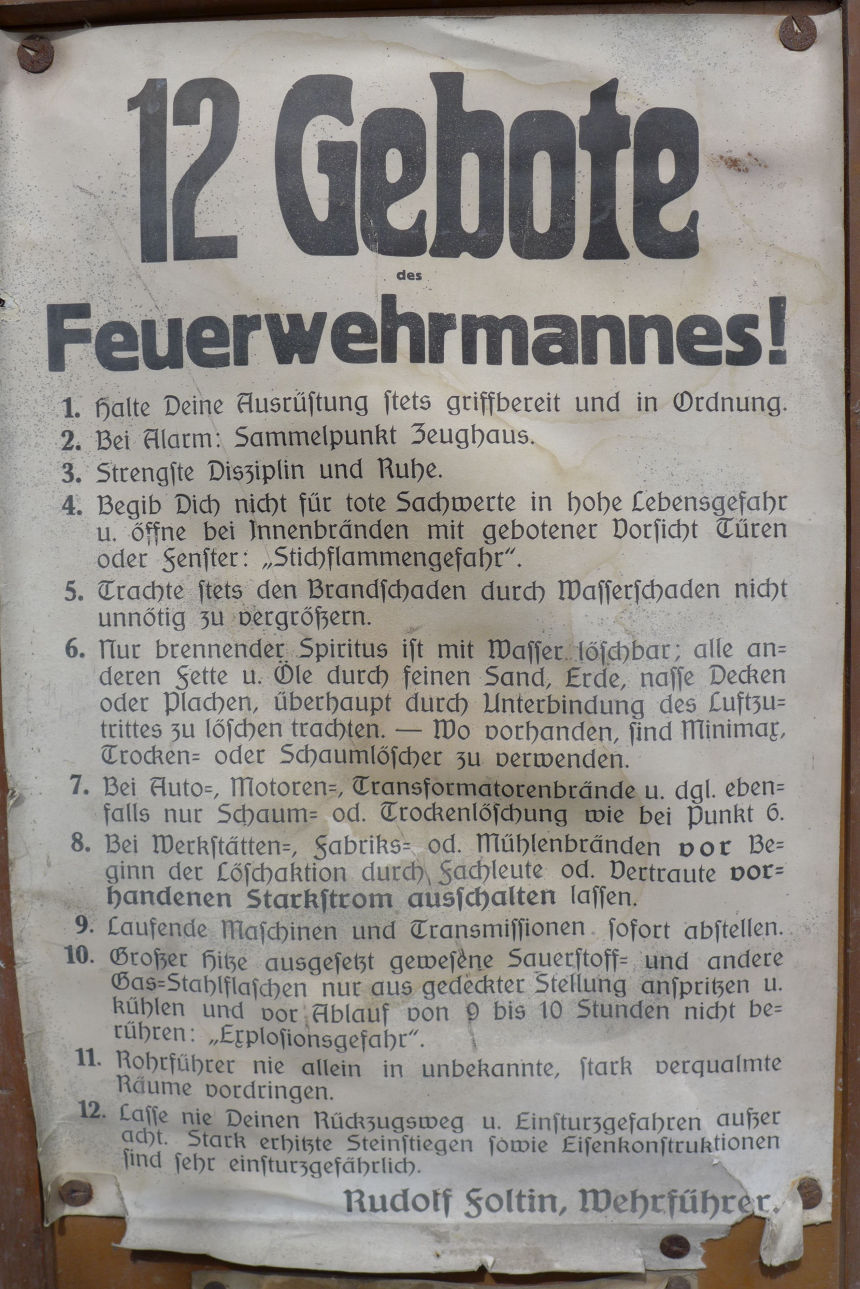 12 Gebote
des
Feuerwehrmannes!
1. Halte Deine Ausrüstung stets griffbereit und in Ordnung.
2. Bei Alarm: Sammelpunkt Zeughaus.
3. Strengste Disziplin und Ruhe.
4. Begib Dich nicht für tote Sachwerte in hohe Lebensgefahr
u. öffne bei Innenbränden mit gebotener Vorsicht Türen
oder Fenster: „Stichflammengefahr“.
5. Trachte stets den Brandschaden durch Wasserschaden nicht
unnötig zu vergrößern.
6. Nur brennender Spiritus ist mit Wasser löschbar; alle an-
deren Fette u. Öle durch feinen Sand, Erde, nasse Decken
oder Plachen, überhaupt durch Unterbindung des Luftzu-
trittes zu löschen trachten. — Wo vorhanden, sind Minimax,
Trocken- oder Schaumlöscher zu verwenden.
7. Bei Auto-, Motoren-, Transformatorenbrände u. dgl. eben-
falls nur Schaum- od. Trockenlöschung wie bei Punkt 6.
8. Bei Werkstätten-, Fabriks- od. Mühlenbränden vor Be-
ginn der Löschaktion durch Fachleute od. Vertraute vor-
handenen Starkstrom ausschalten lassen.
9. Laufende Maschinen und Transmissionen sofort abstellen.
10. Großer Hitze ausgesetzt gewesene Sauerstoff- und andere
Gas-Stahlflaschen nur aus gedeckter Stellung anspritzen u.
kühlen und vor Ablauf von 9 bis 10 Stunden nicht be-
rühren: „Explosionsgefahr“.
11. Rohrführer nie allein in unbekannte, stark verqualmte
Räume vordringen.
12. Lasse nie Deinen Rückzugsweg u. Einsturzgefahren außer
acht. Stark erhitzte Steinstiegen sowie Eisenkonstruktionen
sind sehr einsturzgefährlich.
Rudolf Foltin, Wehrführer.